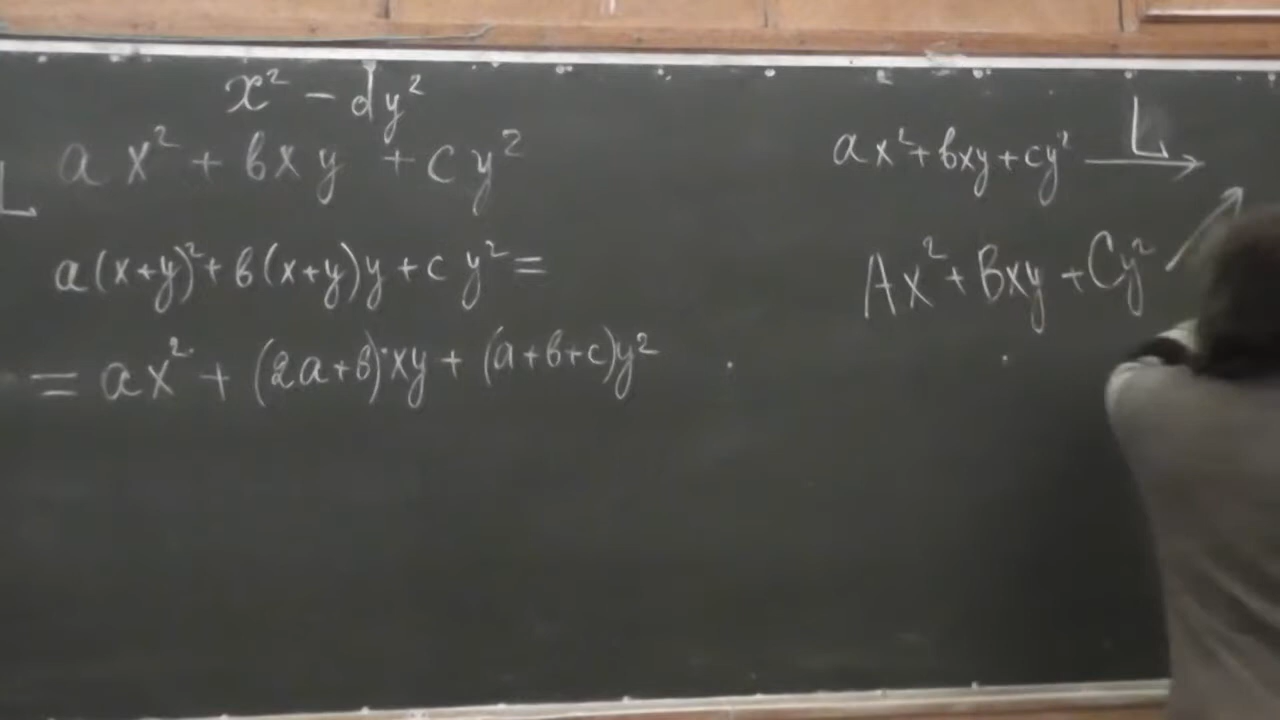 x² - dy²
L ax² + bxy + cy²
a(x+y)² + b(x+y)y + cy² =
= ax² + (2a+b)xy + (a+b+c)y²
ax² + bxy + cy² → L
Ax² + Bxy + Cy² ↗